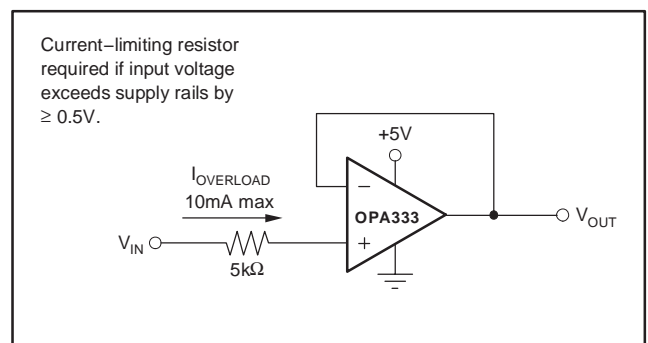 Current−limiting resistor
required if input voltage
exceeds supply rails by
≥ 0.5V.
+5V
IOVERLOAD
10mA max
−
OPA333
VOUT
VIN
+
5kΩ